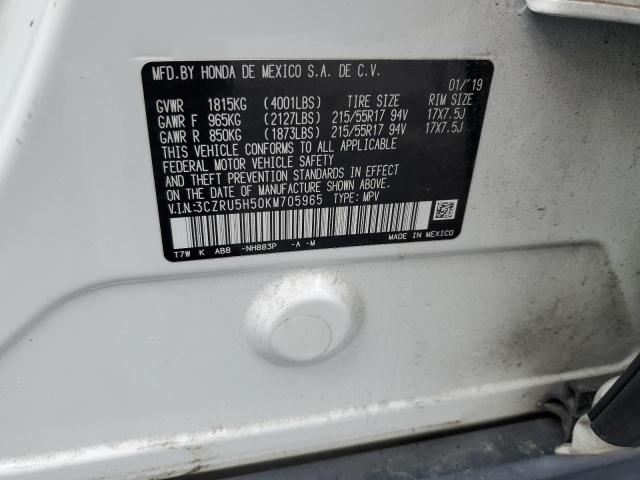 MFD.BY HONDA DE MEXICO S.A. DE C.V.
01/'19
GVWR 1815KG (4001LBS) TIRE SIZE RIM SIZE
GAWR F 965KG (2127LBS) 215/55R17 94V 17X7.5J
GAWR R 850KG (1873LBS) 215/55R17 94V 17X7.5J
THIS VEHICLE CONFORMS TO ALL APPLICABLE
FEDERAL MOTOR VEHICLE SAFETY
AND THEFT PREVENTION STANDARDS IN EFFECT
ON THE DATE OF MANUFACTURE SHOWN ABOVE.
V.I.N:3CZRU5H50KM705965 TYPE: MPV
T7W K AB8 -NH883P -A -M MADE IN MEXICO